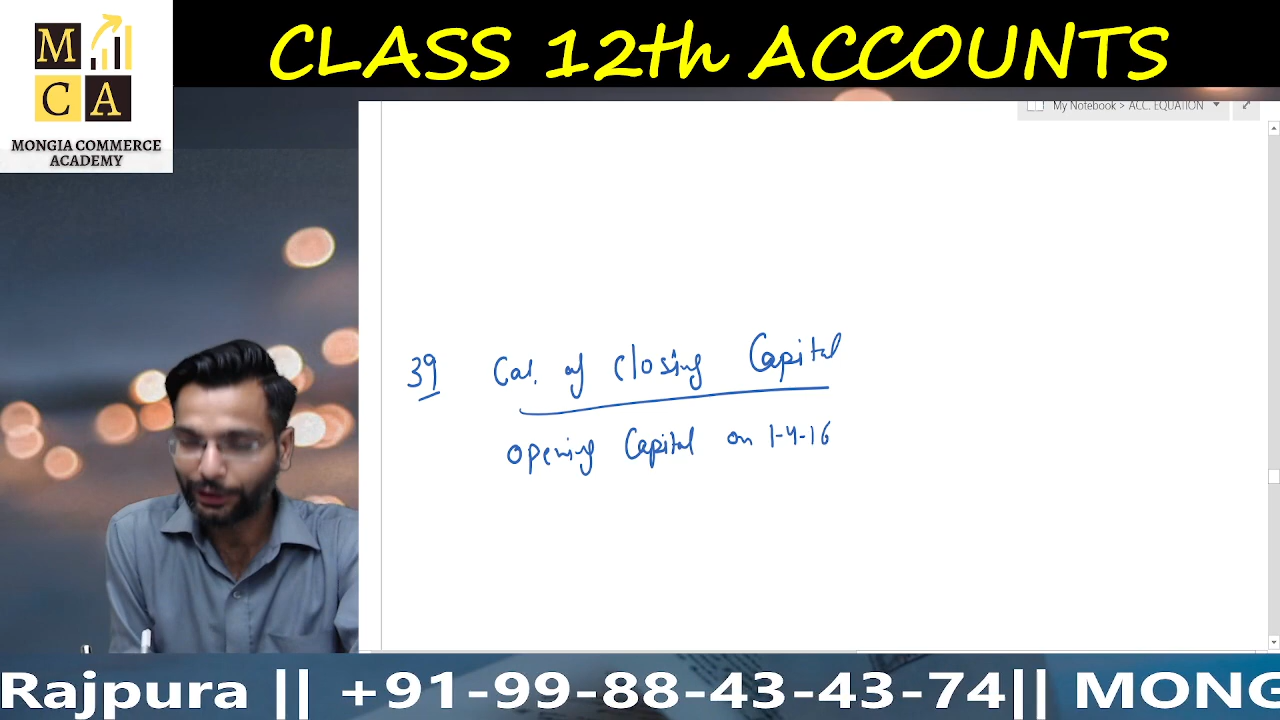 M
C A
MONGIA COMMERCE
ACADEMY
CLASS 12th ACCOUNTS
My Notebook > ACC. EQUATION
39 Cal. of Closing Capital
Opening Capital on 1-4-16
Rajpura || +91-99-88-43-43-74|| MONG